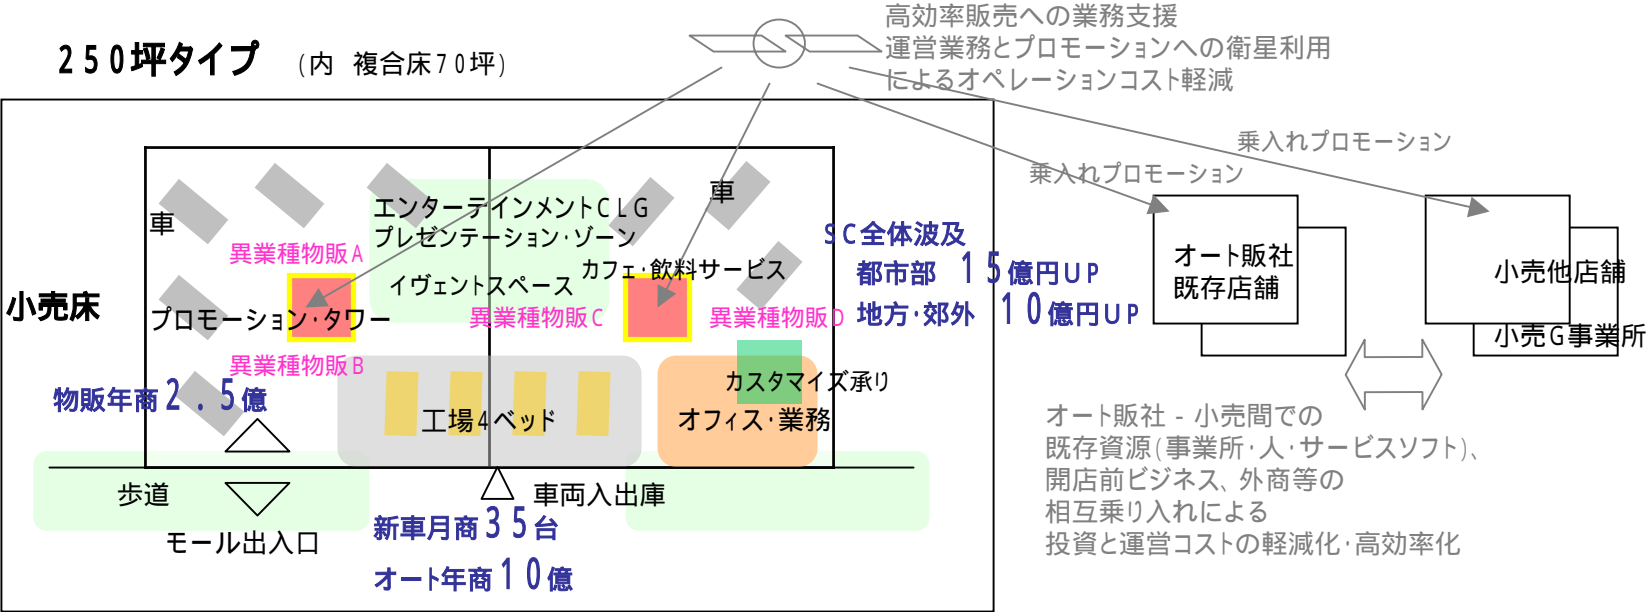 高効率販売への業務支援
運営業務とプロモーションへの衛星利用
によるオペレーションコスト軽減
250坪タイプ (内 複合床70坪)
乗入れプロモーション
乗入れプロモーション
車
車
エンターテインメントCLG
プレゼンテーション・ゾーン
異業種物販A
カフェ・飲料サービス
イヴェントスペース
小売床
プロモーション・タワー
異業種物販C
異業種物販D
異業種物販B
SC全体波及
都市部 15億円UP
地方・郊外 10億円UP
オート販社
既存店舗
小売他店舗
小売G事業所
物販年商2.5億
カスタマイズ承り
工場4ベッド
オフィス・業務
歩道
車両入出庫
モール出入口
新車月商35台
オート年商10億
オート販社-小売間での
既存資源(事業所・人・サービスソフト)、
開店前ビジネス、外商等の
相互乗り入れによる
投資と運営コストの軽減化・高効率化